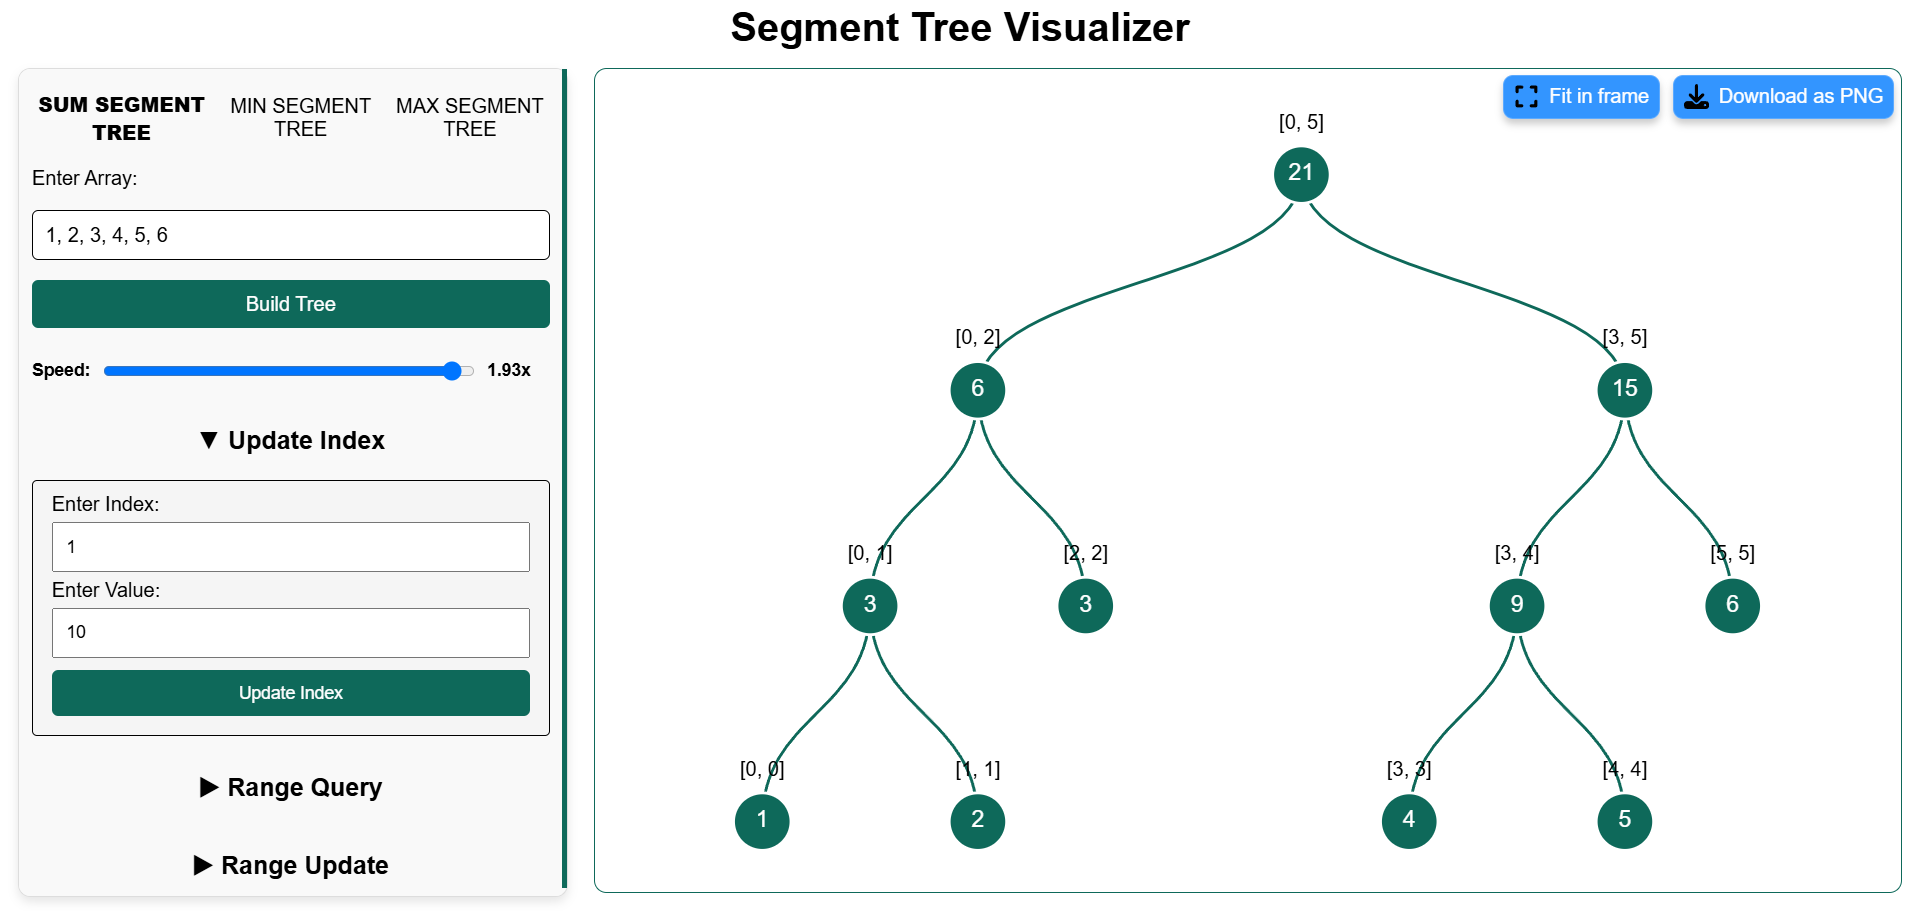 Segment Tree Visualizer
SUM SEGMENT
TREE
MIN SEGMENT
TREE
MAX SEGMENT
TREE
Enter Array:
1, 2, 3, 4, 5, 6
Build Tree
Speed: 1.93x
▼ Update Index
Enter Index:
1
Enter Value:
10
Update Index
▶ Range Query
▶ Range Update
Fit in frame
Download as PNG
[0, 5]
21
[0, 2] [3, 5]
6 15
[0, 1] [2, 2] [3, 4] [5, 5]
3 3 9 6
[0, 0] [1, 1] [3, 3] [4, 4]
1 2 4 5